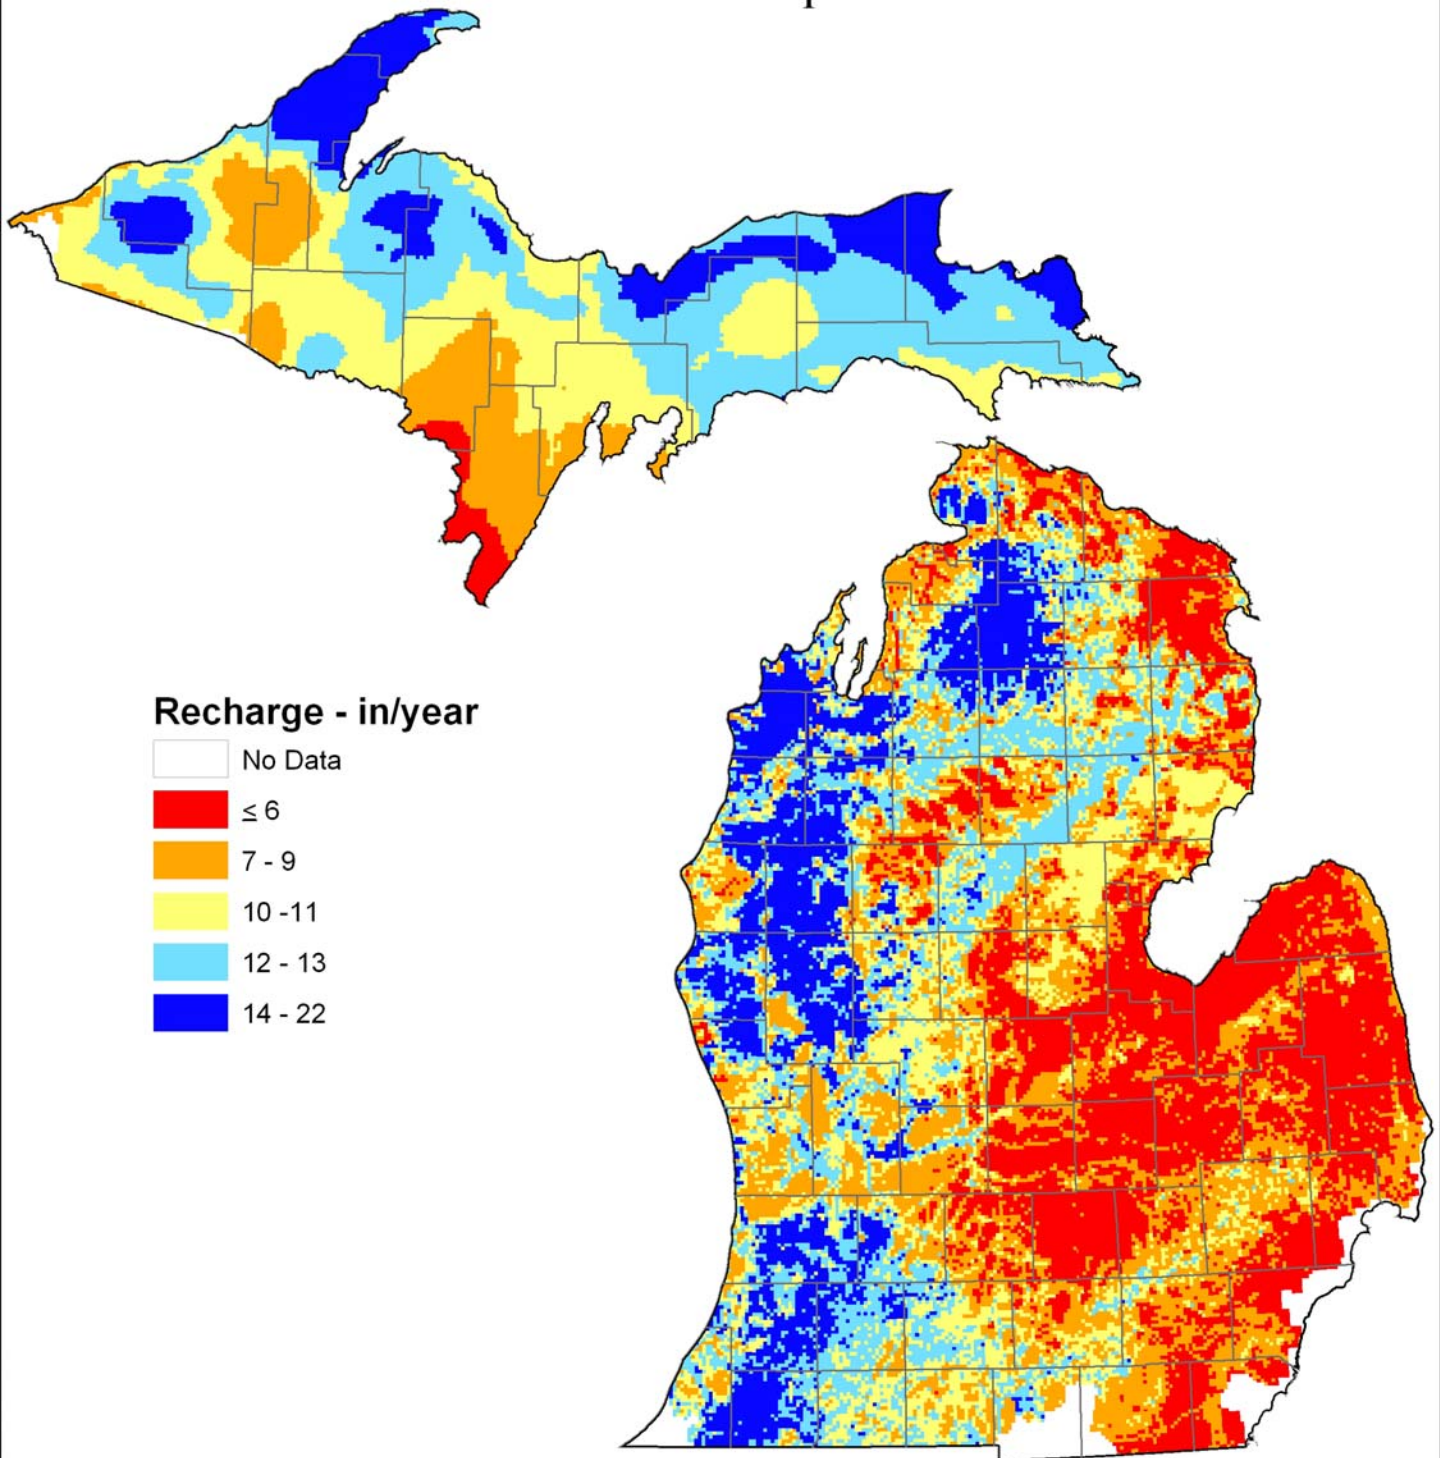 Recharge - in/year
No Data
≤ 6
7 - 9
10 -11
12 - 13
14 - 22